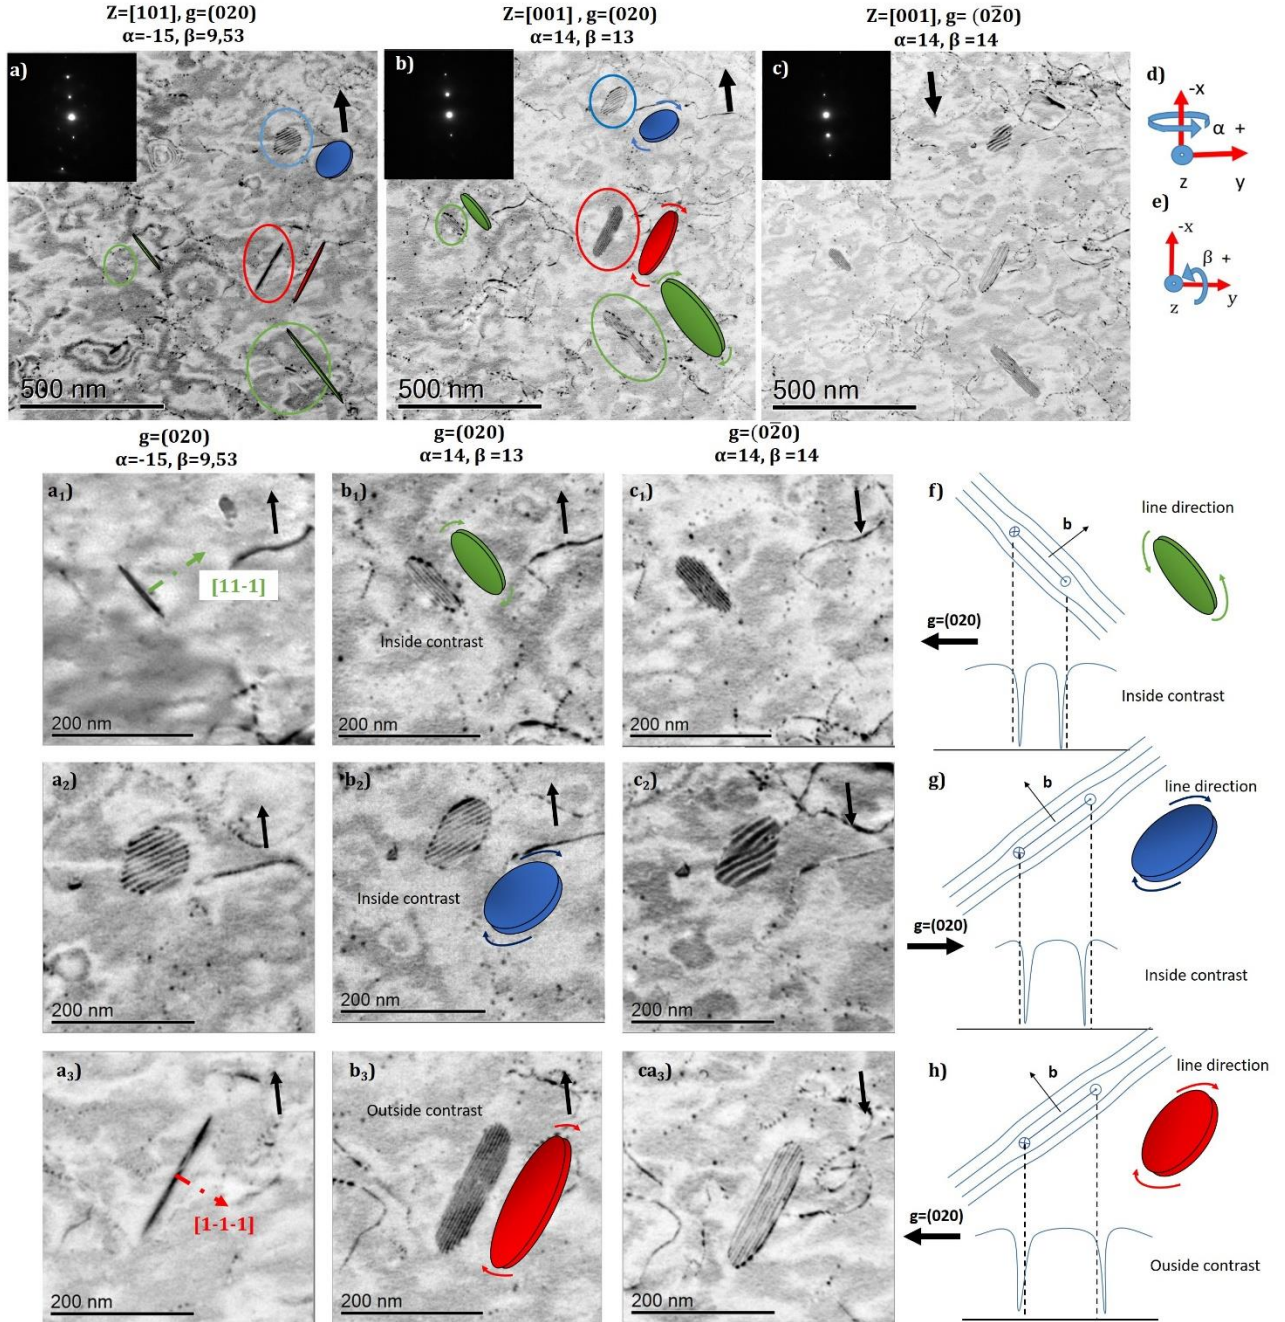 Z=[101], g=(020)
α=-15, β=9,53
Z=[001] , g=(020)
α=14, β =13
Z=[001], g= (02̅0)
α=14, β =14
a)
b)
c)
d)
-x
α +
z
y
e)
-x
β +
z
y
500 nm
500 nm
500 nm
g=(020)
α=-15, β=9,53
g=(020)
α=14, β =13
g=(02̅0)
α=14, β =14
a₁)
[11-1]
200 nm
b₁)
Inside contrast
200 nm
c₁)
200 nm
f)
b
line direction
g=(020)
Inside contrast
a₂)
200 nm
b₂)
Inside contrast
200 nm
c₂)
200 nm
g)
b
line direction
g=(020)
Inside contrast
a₃)
[1-1-1]
200 nm
b₃)
Outside contrast
200 nm
ca₃)
200 nm
h)
b
line direction
g=(020)
Ouside contrast